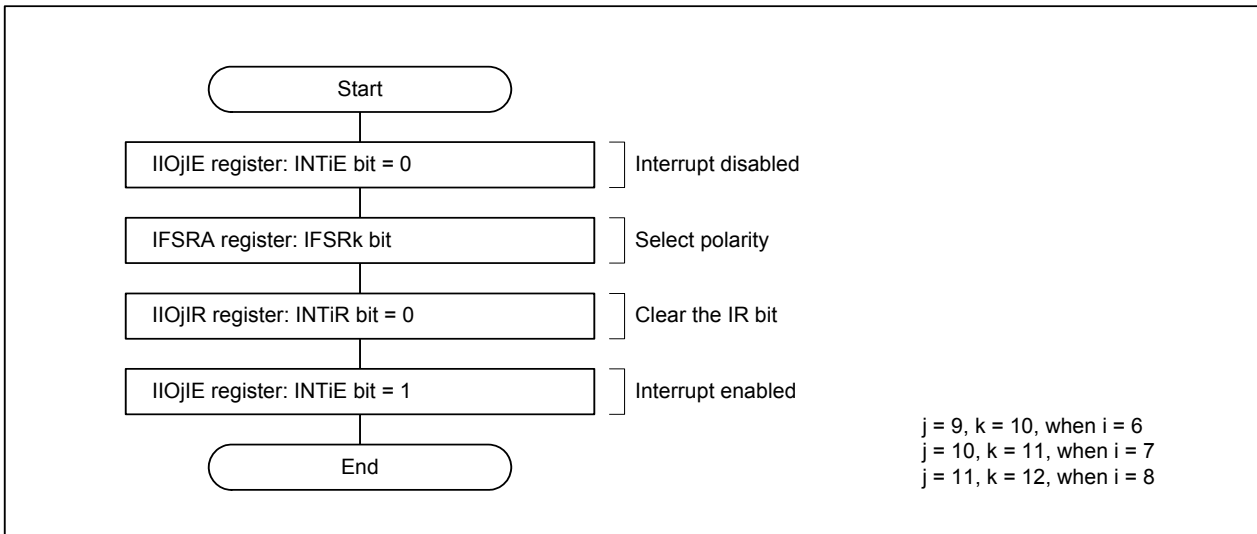 Start
IIOjIE register: INTiE bit = 0
Interrupt disabled
IFSRA register: IFSRk bit
Select polarity
IIOjIR register: INTiR bit = 0
Clear the IR bit
IIOjIE register: INTiE bit = 1
Interrupt enabled
End
j = 9, k = 10, when i = 6
j = 10, k = 11, when i = 7
j = 11, k = 12, when i = 8